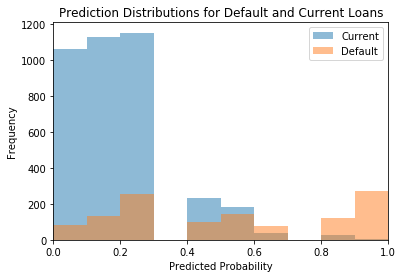 Prediction Distributions for Default and Current Loans
1200
1000
800
600
400
200
0
Frequency
Current
Default
0.0 0.2 0.4 0.6 0.8 1.0
Predicted Probability